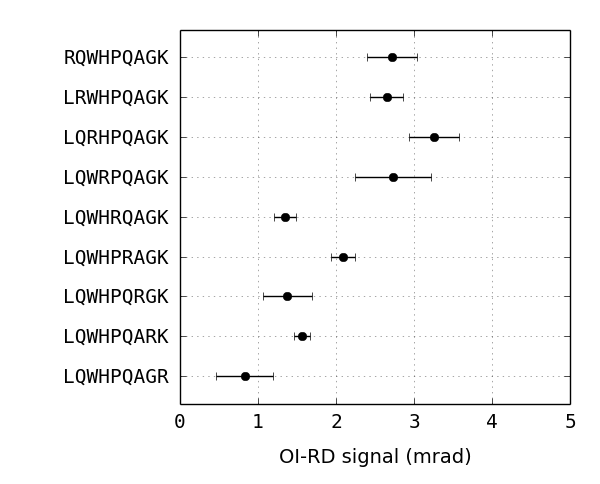 RQWHPQAGK
LRWHPQAGK
LQRHPQAGK
LQWRPQAGK
LQWHRQAGK
LQWHPRAGK
LQWHPQRGK
LQWHPQARK
LQWHPQAGR
0 1 2 3 4 5
OI-RD signal (mrad)